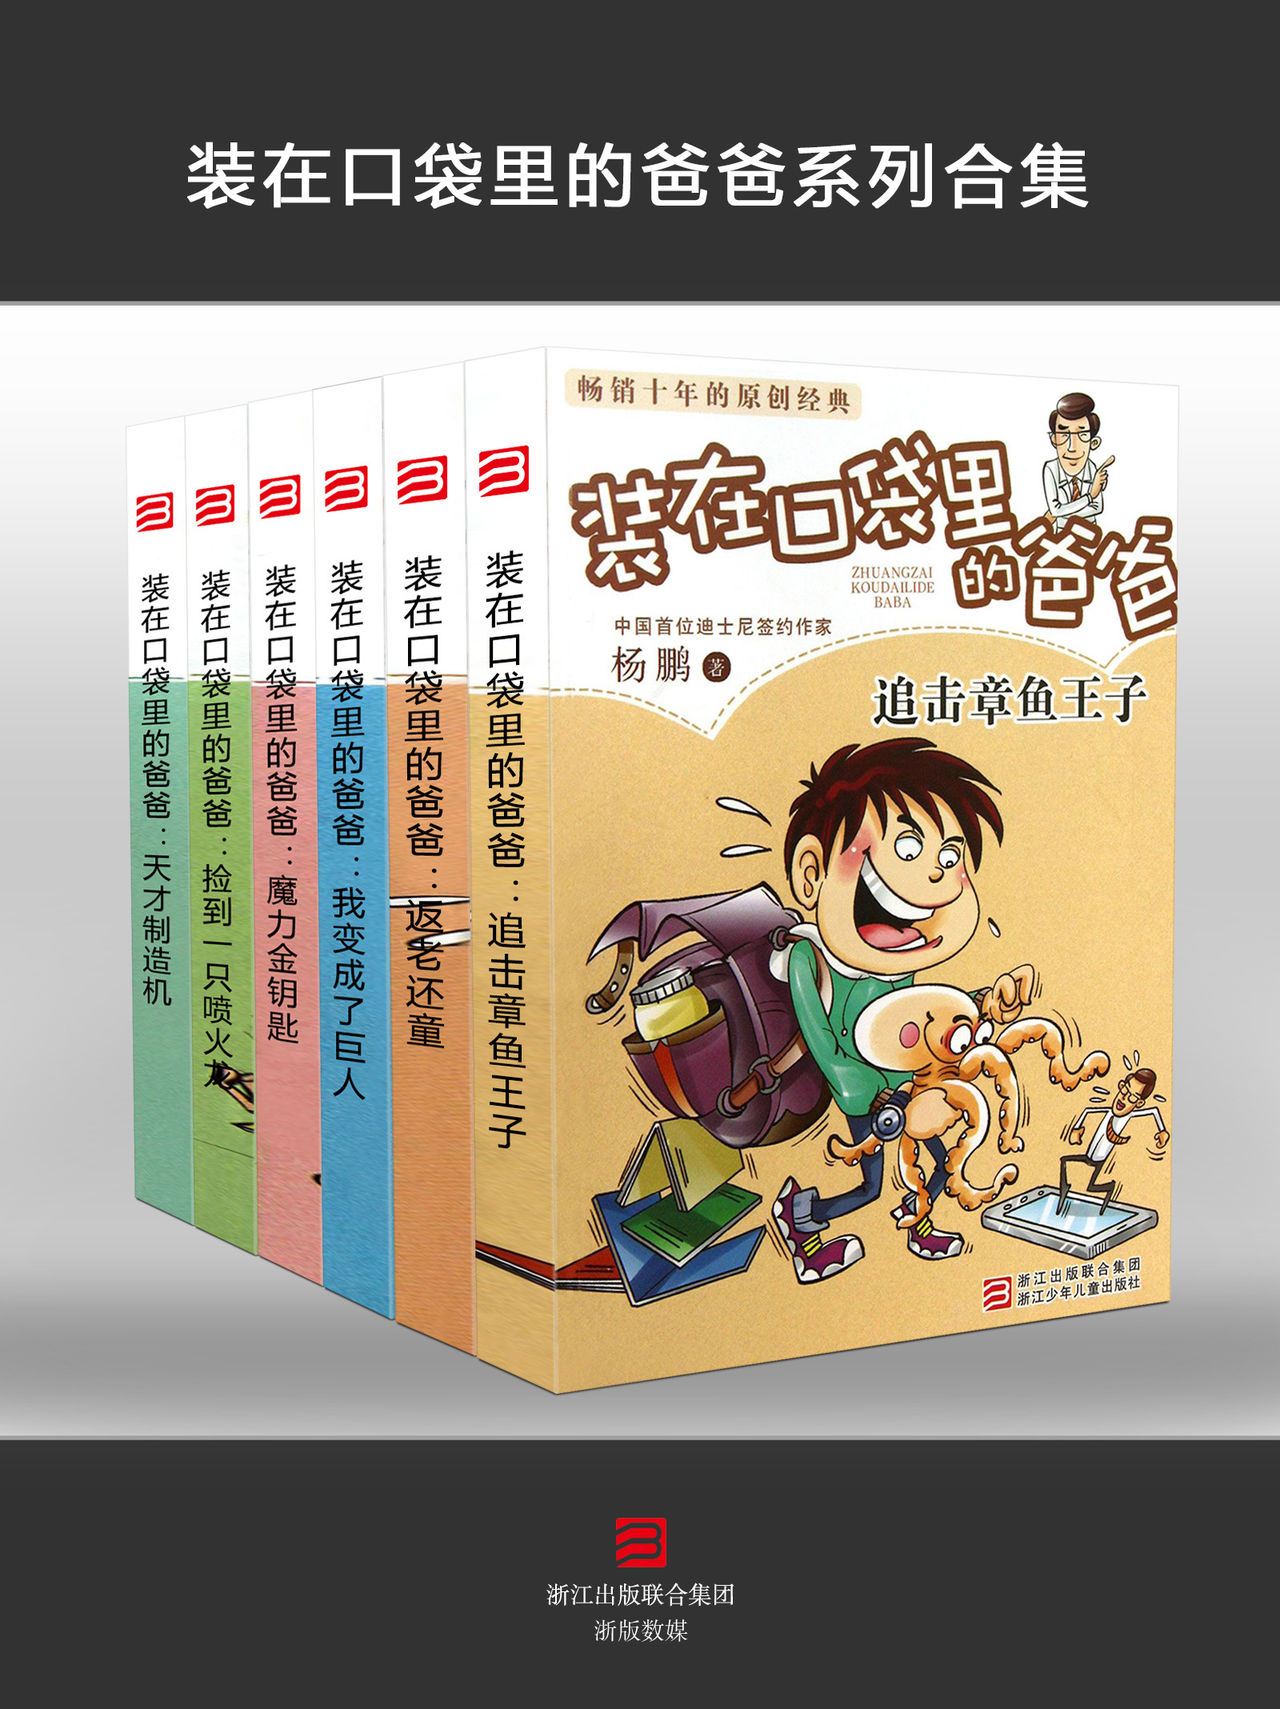 装在口袋里的爸爸系列合集
装在口袋里的爸爸：天才制造机
装在口袋里的爸爸：捡到一只喷火龙
装在口袋里的爸爸：魔力金钥匙
装在口袋里的爸爸：我变成了巨人
装在口袋里的爸爸：返老还童
装在口袋里的爸爸：追击章鱼王子
畅销十年的原创经典
装在口袋里
的爸爸
ZHUANGZAI
KOUDAILIDE
BABA
中国首位迪士尼签约作家
杨鹏 著
追击章鱼王子
浙江出版联合集团
浙江少年儿童出版社
浙江出版联合集团
浙版数媒